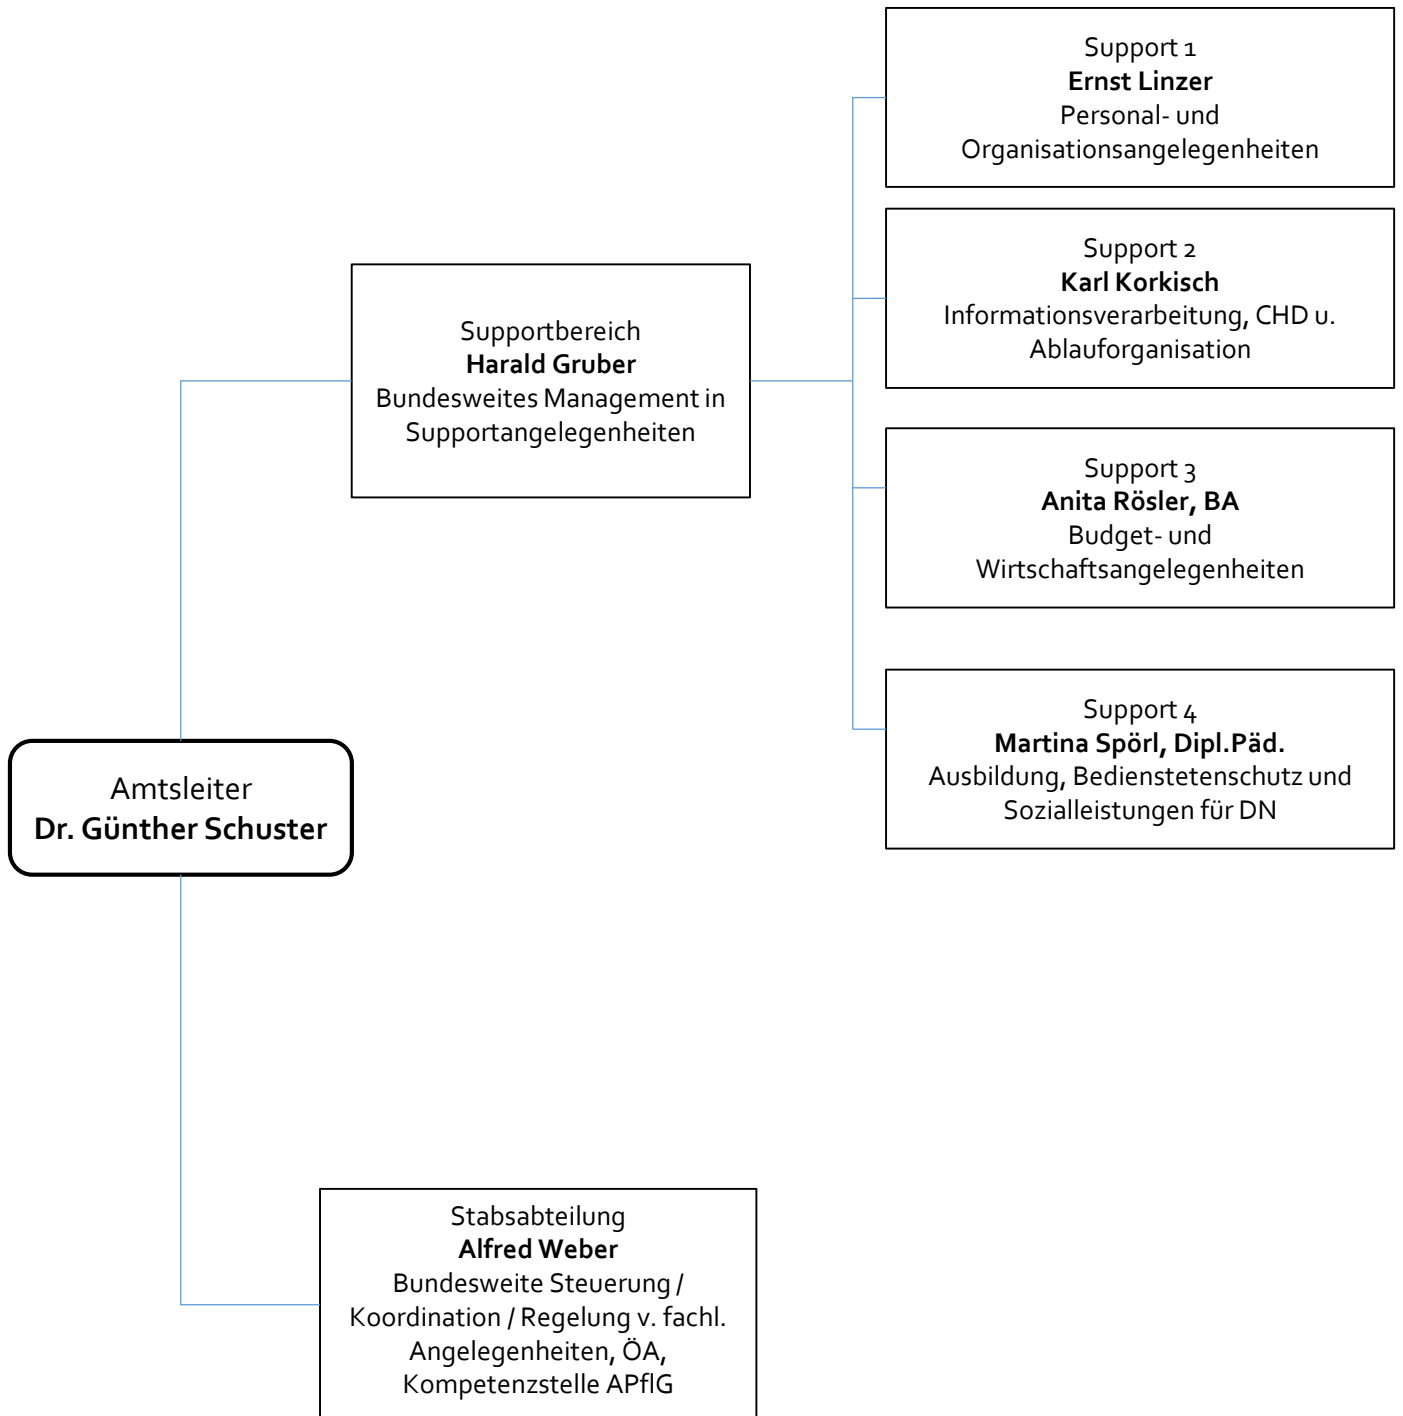 Support 1
Ernst Linzer
Personal- und
Organisationsangelegenheiten
Support 2
Karl Korkisch
Informationsverarbeitung, CHD u.
Ablauforganisation
Supportbereich
Harald Gruber
Bundesweites Management in
Supportangelegenheiten
Support 3
Anita Rösler, BA
Budget- und
Wirtschaftsangelegenheiten
Support 4
Martina Spörl, Dipl.Päd.
Ausbildung, Bedienstetenschutz und
Sozialleistungen für DN
Amtsleiter
Dr. Günther Schuster
Stabsabteilung
Alfred Weber
Bundesweite Steuerung /
Koordination / Regelung v. fachl.
Angelegenheiten, ÖA,
Kompetenzstelle APflG